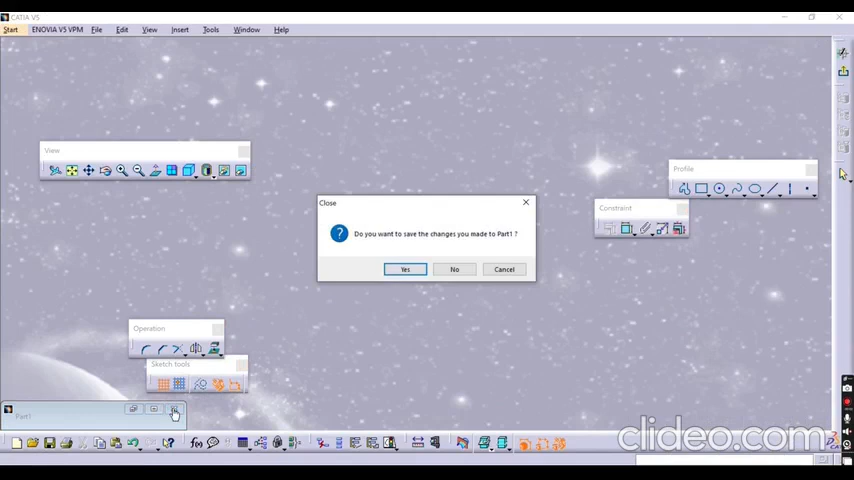 CATIA V5
Start ENOVIA V5 VPM File Edit View Insert Tools Window Help
View
Profile
Close
Constraint
Do you want to save the changes you made to Part1 ?
Yes No Cancel
Operation
Sketch tools
Part1
f(x)
clideo.com